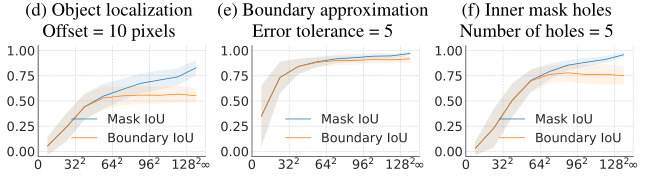 (d) Object localization
Offset = 10 pixels
1.00
0.75
0.50
0.25
0.00
Mask IoU
Boundary IoU
0 32² 64² 96² 128² ∞
(e) Boundary approximation
Error tolerance = 5
1.00
0.75
0.50
0.25
0.00
Mask IoU
Boundary IoU
0 32² 64² 96² 128² ∞
(f) Inner mask holes
Number of holes = 5
1.00
0.75
0.50
0.25
0.00
Mask IoU
Boundary IoU
0 32² 64² 96² 128² ∞